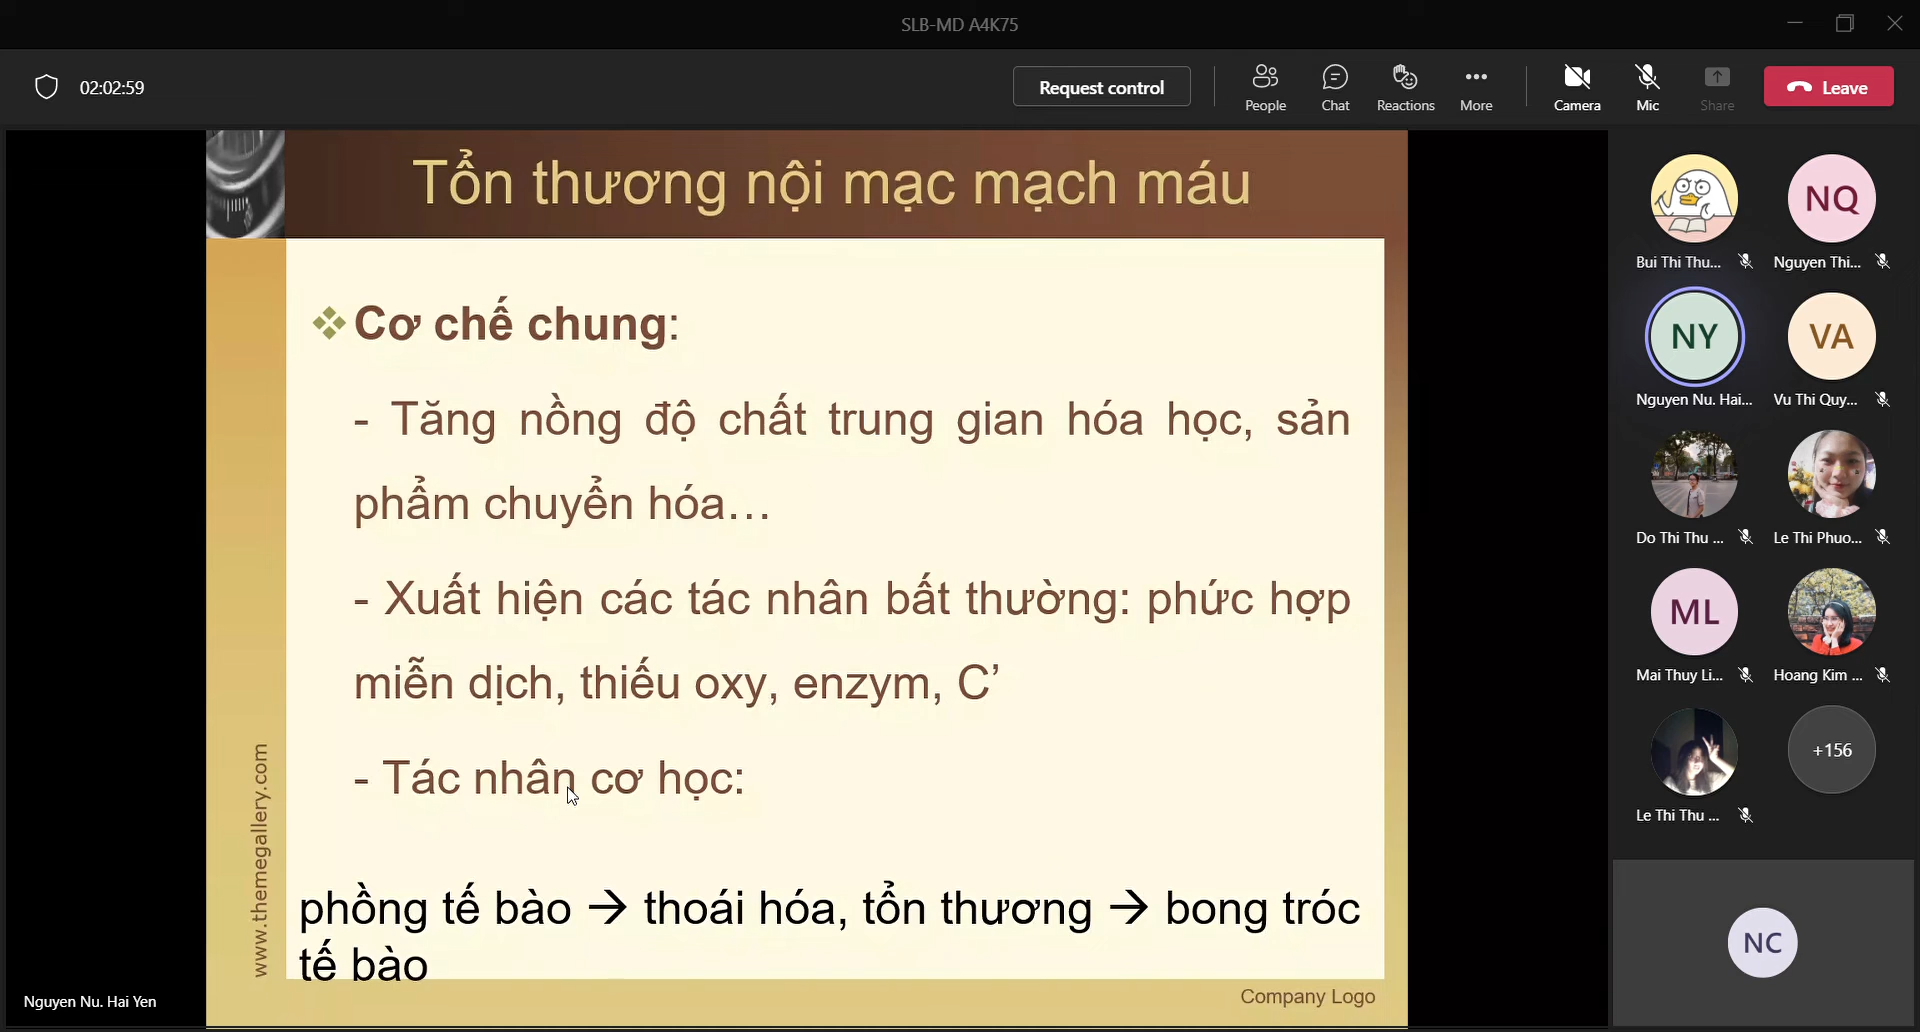 SLB-MD A4K75
02:02:59
Request control
People
Chat
Reactions
More
Camera
Mic
Share
Leave
Tổn thương nội mạc mạch máu
Cơ chế chung:
- Tăng nồng độ chất trung gian hóa học, sản
phẩm chuyển hóa…
- Xuất hiện các tác nhân bất thường: phức hợp
miễn dịch, thiếu oxy, enzym, C’
- Tác nhân cơ học:
phồng tế bào → thoái hóa, tổn thương → bong tróc
tế bào
www.themegallery.com
Company Logo
Nguyen Nu. Hai Yen
Bui Thi Thu...
NQ
Nguyen Thi...
NY
Nguyen Nu. Hai...
VA
Vu Thi Quy...
Do Thi Thu ...
Le Thi Phuo...
ML
Mai Thuy Li...
Hoang Kim ...
Le Thi Thu ...
+156
NC